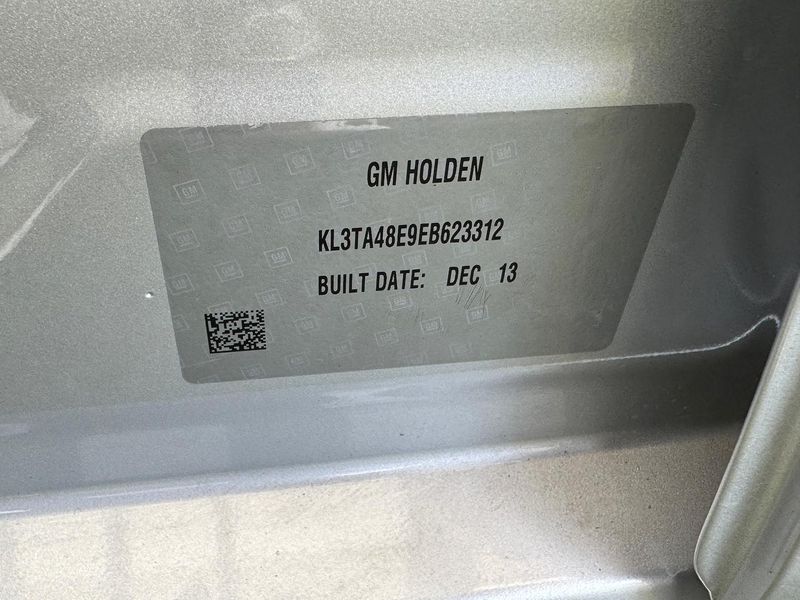 GM HOLDEN
KL3TA48E9EB623312
BUILT DATE: DEC 13